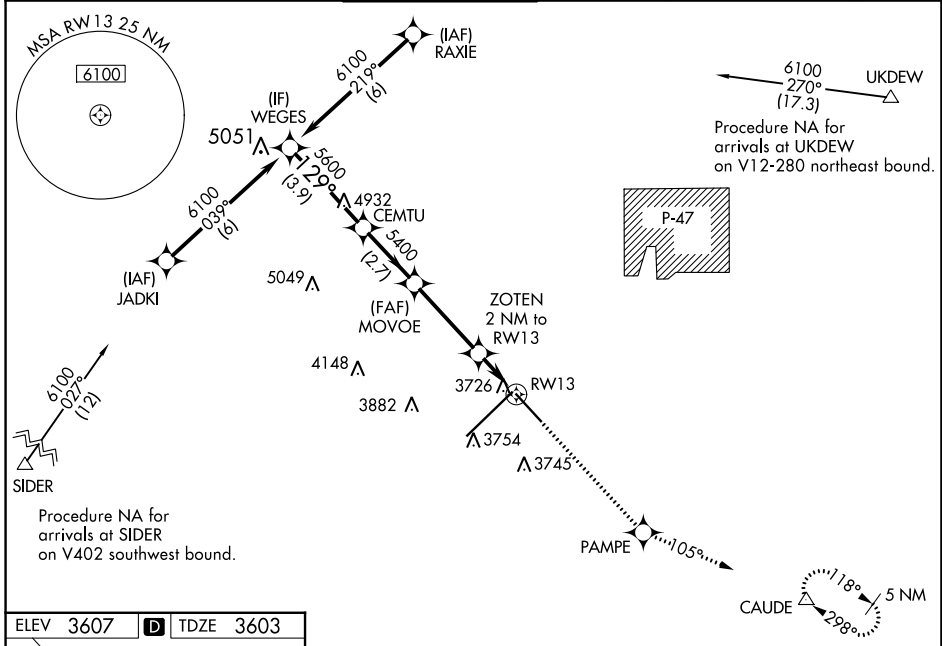 MSA RW13 25 NM
6100
(IAF)
RAXIE
6100
219°
(6)
(IF)
WEGES
5051
6100
270°
(17.3)
UKDEW
Procedure NA for
arrivals at UKDEW
on V12-280 northeast bound.
5600
129°
(3.9)
4932
CEMTU
6100
039°
(6)
(IAF)
JADKI
5400
(2.7)
P-47
5049
(FAF)
MOVOE
ZOTEN
2 NM to
RW13
4148
3726
RW13
3882
6100
027°
(12)
3754
3745
SIDER
Procedure NA for
arrivals at SIDER
on V402 southwest bound.
PAMPE
105°
CAUDE
118°
298°
5 NM
ELEV 3607 D TDZE 3603